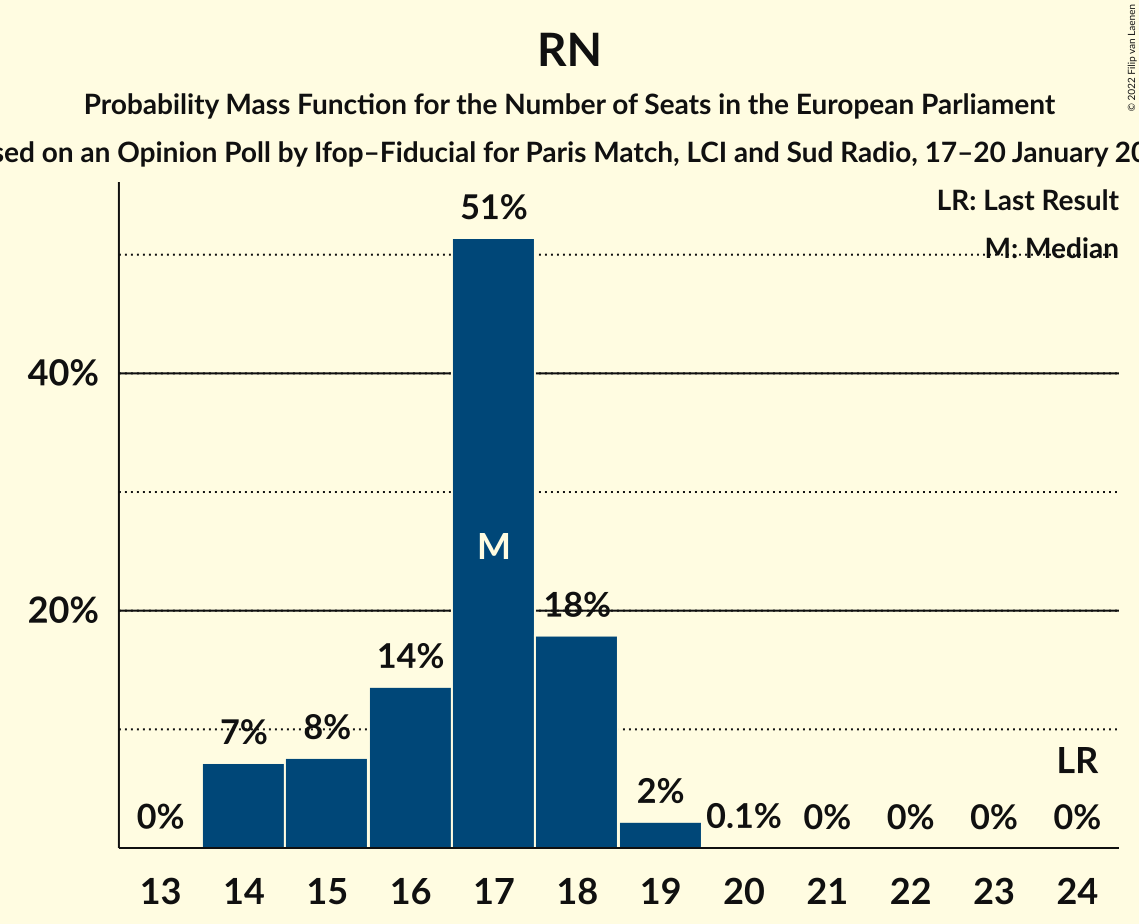 RN
Probability Mass Function for the Number of Seats in the European Parliament
on an Opinion Poll by Ifop–Fiducial for Paris Match, LCI and Sud Radio, 17–20 January
© 2022 Filip van Laenen
LR: Last Result
M: Median
51%
40%
M
20%
18%
14%
7%
8%
2%
LR
0%
0.1%
0%
0%
0%
0%
13 14 15 16 17 18 19 20 21 22 23 24